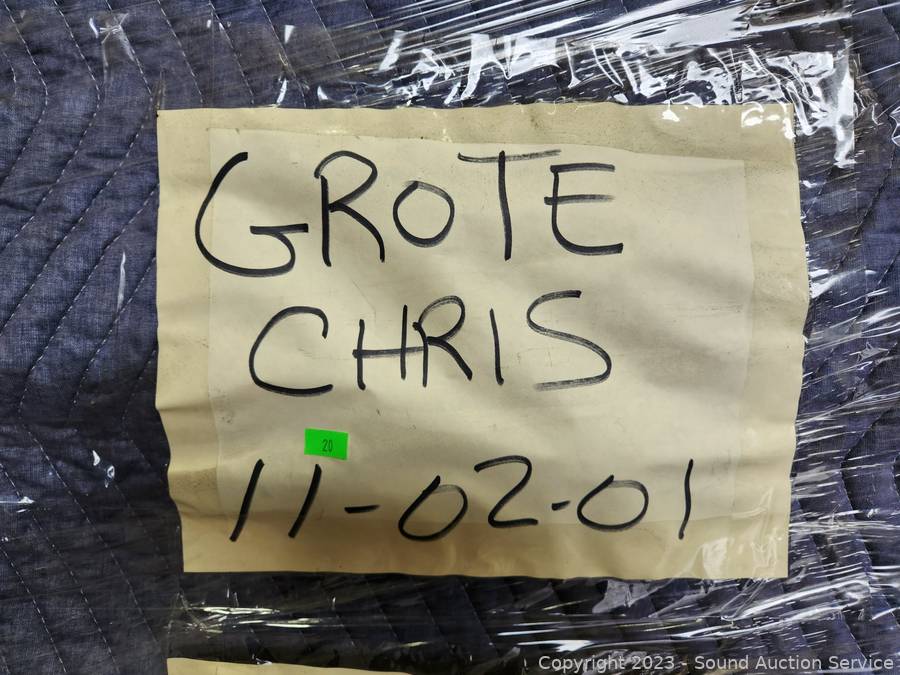 GROTE
CHRIS
20
11-02-01
Copyright 2023 - Sound Auction Service